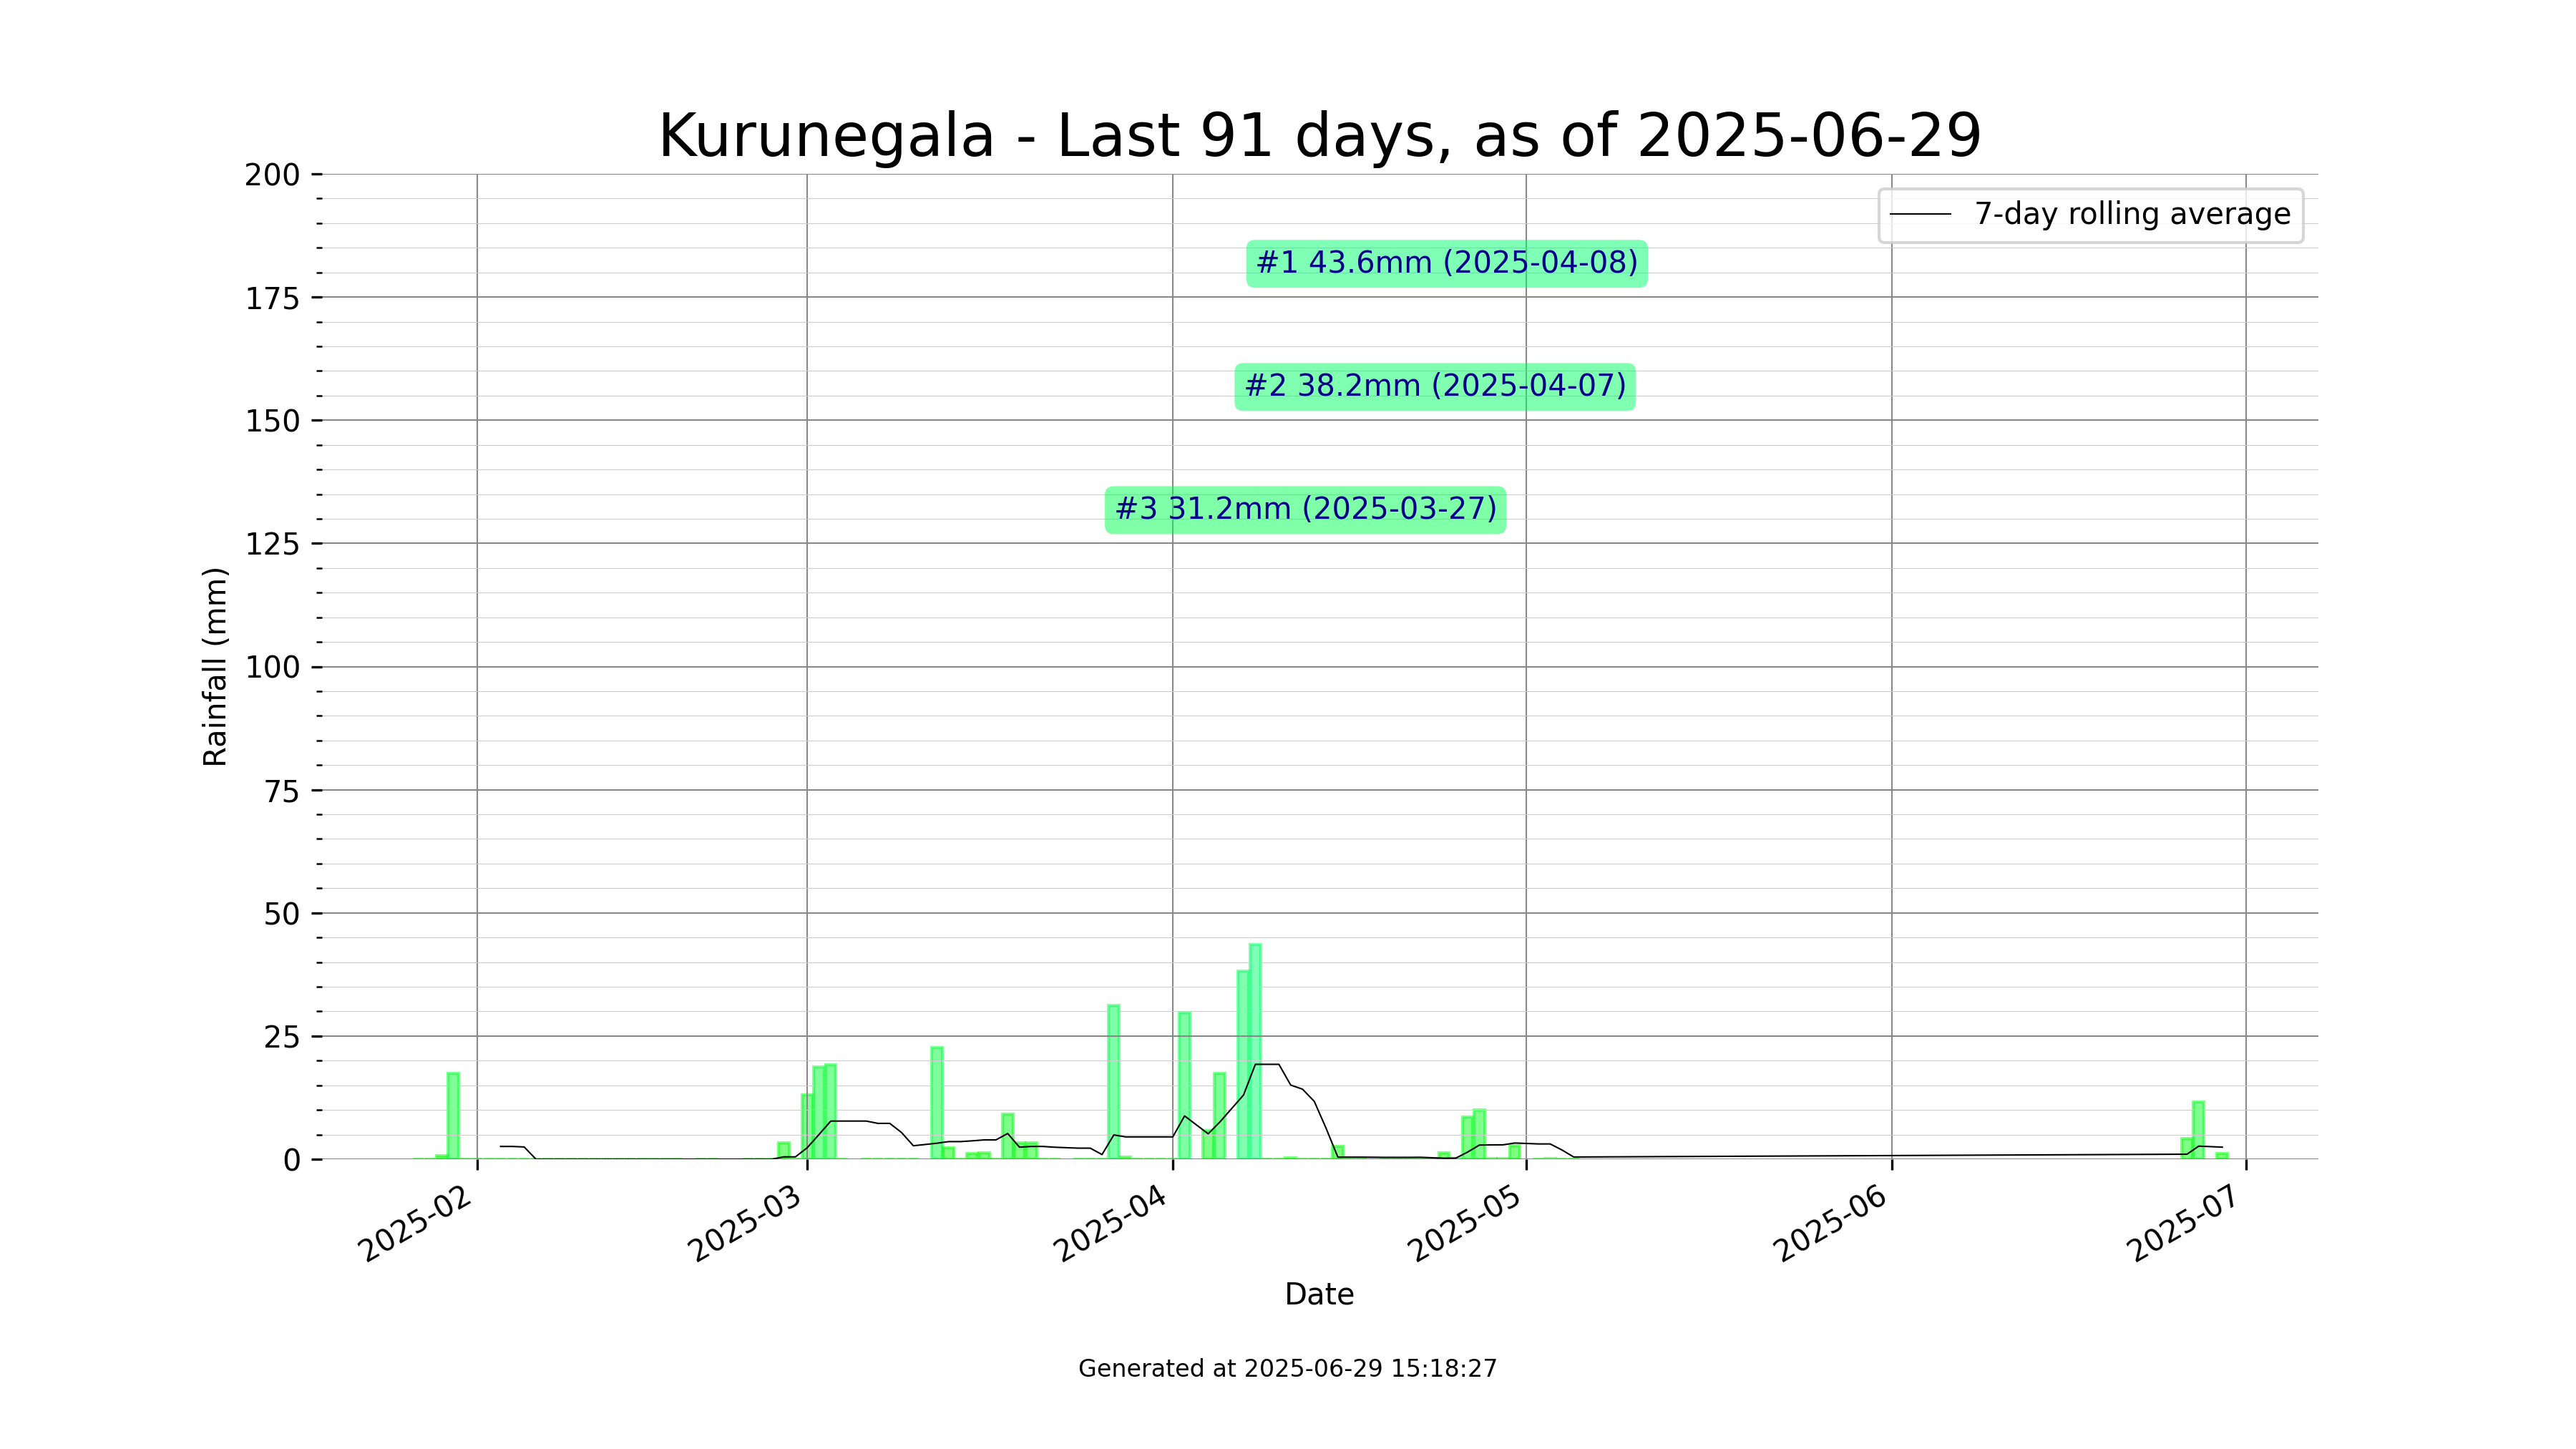 Kurunegala - Last 91 days, as of 2025-06-29
200
175
150
125
100
75
50
25
0
Rainfall (mm)
7-day rolling average
#1 43.6mm (2025-04-08)
#2 38.2mm (2025-04-07)
#3 31.2mm (2025-03-27)
2025-02
2025-03
2025-04
2025-05
2025-06
2025-07
Date
Generated at 2025-06-29 15:18:27